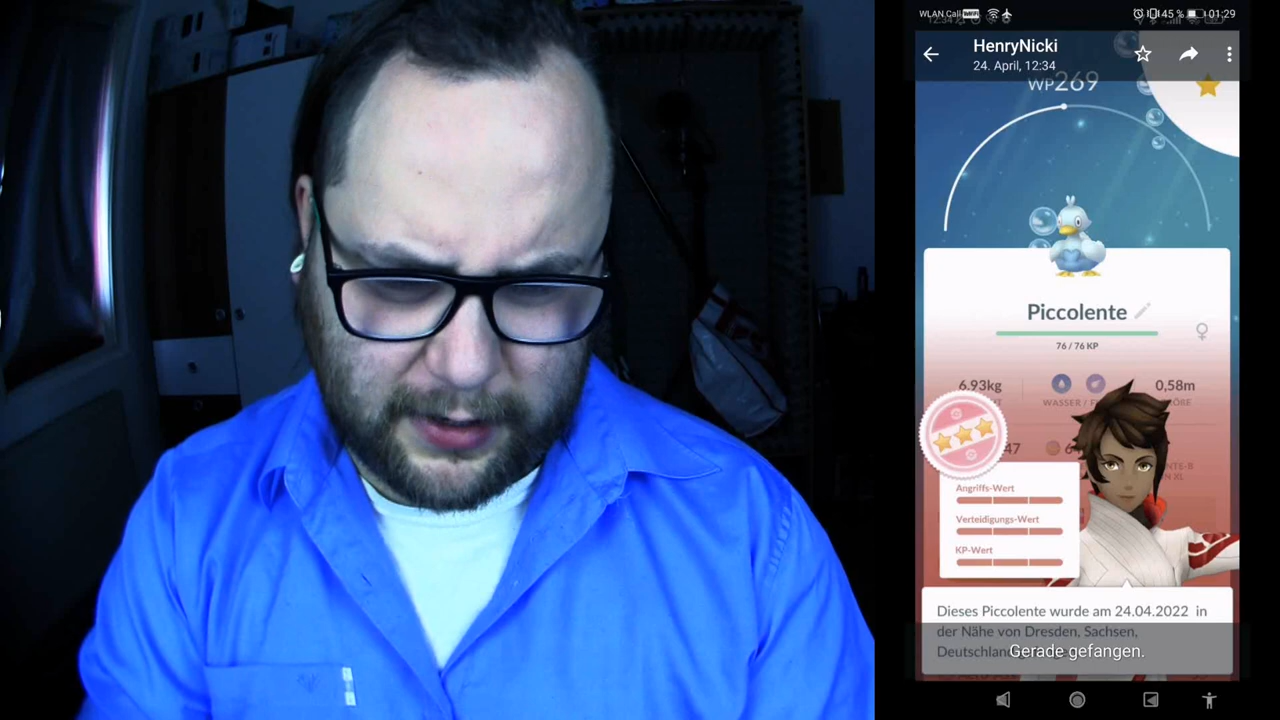 WLAN Call
45 %
01:29
HenryNicki
24. April, 12:34
WP269
Piccolente
76 / 76 KP
6.93kg
0,58m
WASSER / F
47
Angriffs-Wert
Verteidigungs-Wert
KP-Wert
Dieses Piccolente wurde am 24.04.2022 in
der Nähe von Dresden, Sachsen,
Deutschland
Gerade gefangen.